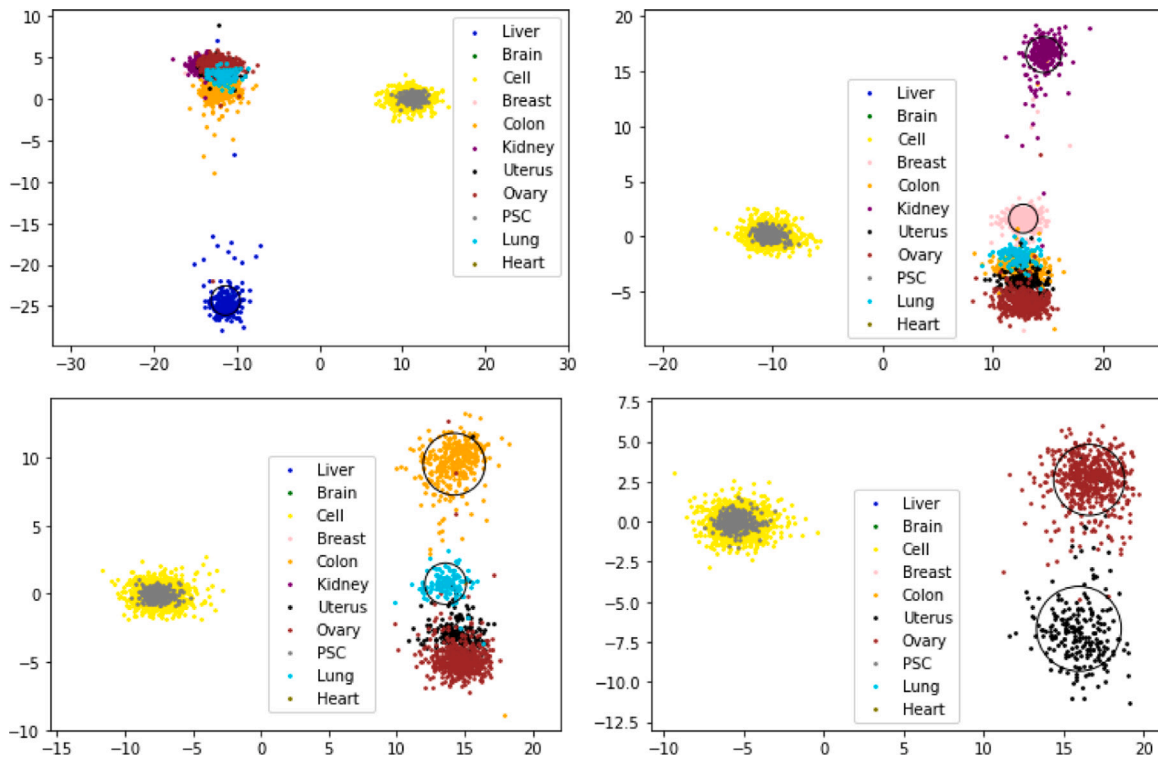 10
5
0
−5
−10
−15
−20
−25
−30
−20
−10
0
10
20
30
Liver
Brain
Cell
Breast
Colon
Kidney
Uterus
Ovary
PSC
Lung
Heart
20
15
10
5
0
−5
−20
−10
0
10
20
Liver
Brain
Cell
Breast
Colon
Kidney
Uterus
Ovary
PSC
Lung
Heart
10
5
0
−5
−10
−15
−10
−5
0
5
10
15
20
Liver
Brain
Cell
Breast
Colon
Kidney
Uterus
Ovary
PSC
Lung
Heart
7.5
5.0
2.5
0.0
−2.5
−5.0
−7.5
−10.0
−12.5
−10
−5
0
5
10
15
20
Liver
Brain
Cell
Breast
Colon
Uterus
Ovary
PSC
Lung
Heart